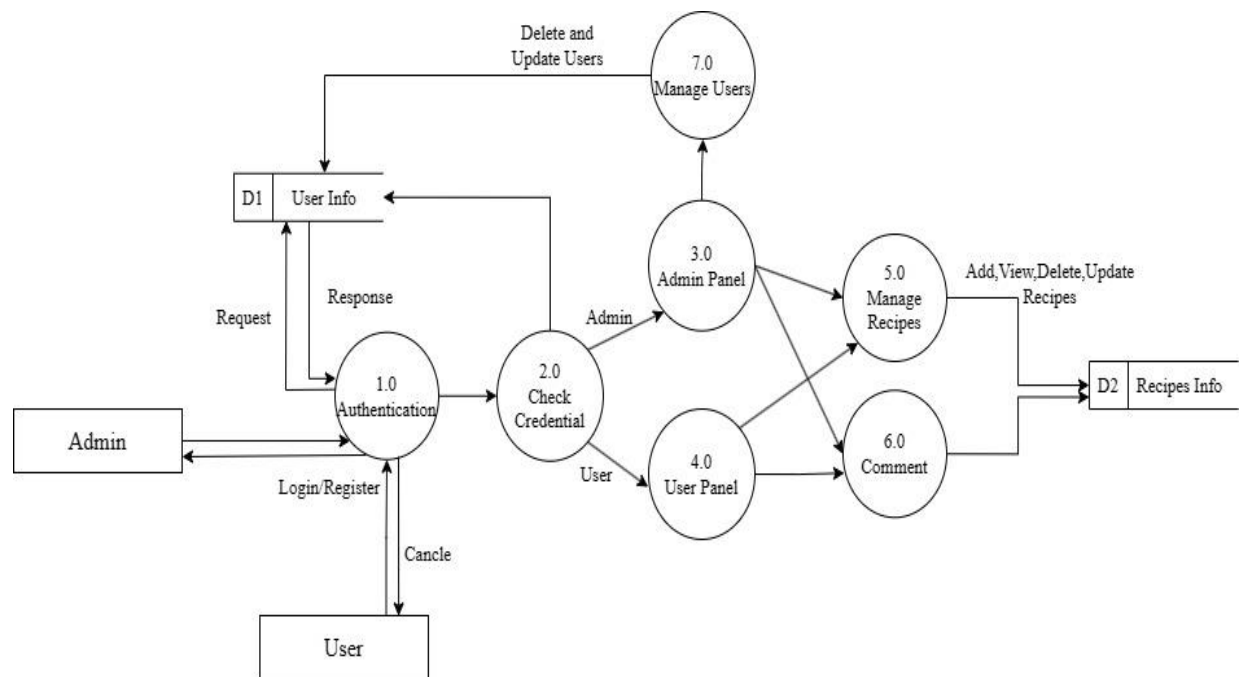 Delete and
Update Users
7.0
Manage Users
D1
User Info
3.0
Admin Panel
5.0
Manage
Recipes
Add,View,Delete,Update
Recipes
Response
Request
Admin
1.0
Authentication
2.0
Check
Credential
D2
Recipes Info
Admin
6.0
Comment
4.0
User Panel
User
Login/Register
Cancle
User